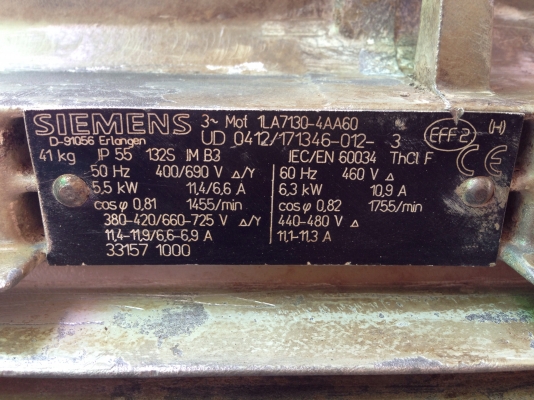 SIEMENS 3~ Mot 1LA7130-4AA60
D-91056 Erlangen UD 0412/171346-012- 3 EFF2 (H)
41 kg IP 55 132S IM B3 IEC/EN 60034 ThCl F CE
50 Hz 400/690 V △/Y 60 Hz 460 V △
5,5 kW 11,4/6,6 A 6,3 kW 10,9 A
cos φ 0,81 1455/min cos φ 0,82 1755/min
380-420/660-725 V △/Y 440-480 V △
11,4-11,9/6,6-6,9 A 11,1-11,3 A
33157 1000